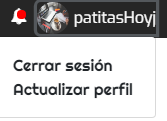 patitasHoyj
Cerrar sesión
Actualizar perfil